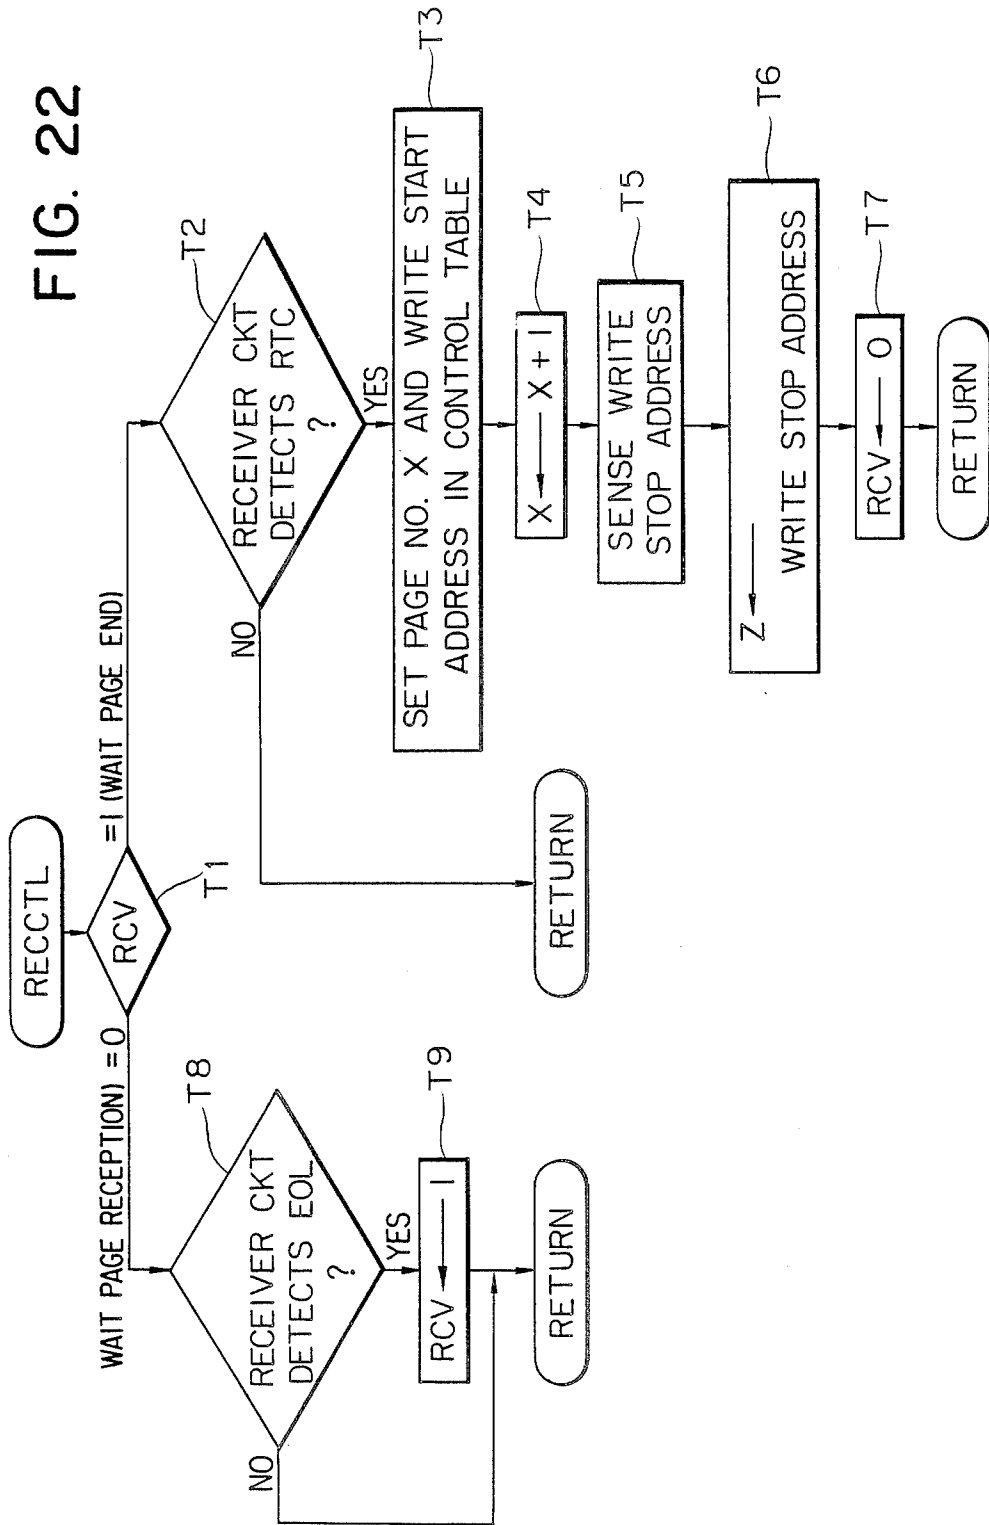 FIG. 22
RECCTL
WAIT PAGE RECEPTION) = 0
RCV
T1
=1 (WAIT PAGE END)
T8
RECEIVER CKT
DETECTS EOL
?
NO
YES
T9
RCV ← 1
RETURN
T2
RECEIVER CKT
DETECTS RTC
?
NO
YES
RETURN
T3
SET PAGE NO. X AND WRITE START
ADDRESS IN CONTROL TABLE
T4
X ← X + 1
T5
SENSE WRITE
STOP ADDRESS
T6
Z ←
WRITE STOP ADDRESS
T7
RCV ← 0
RETURN